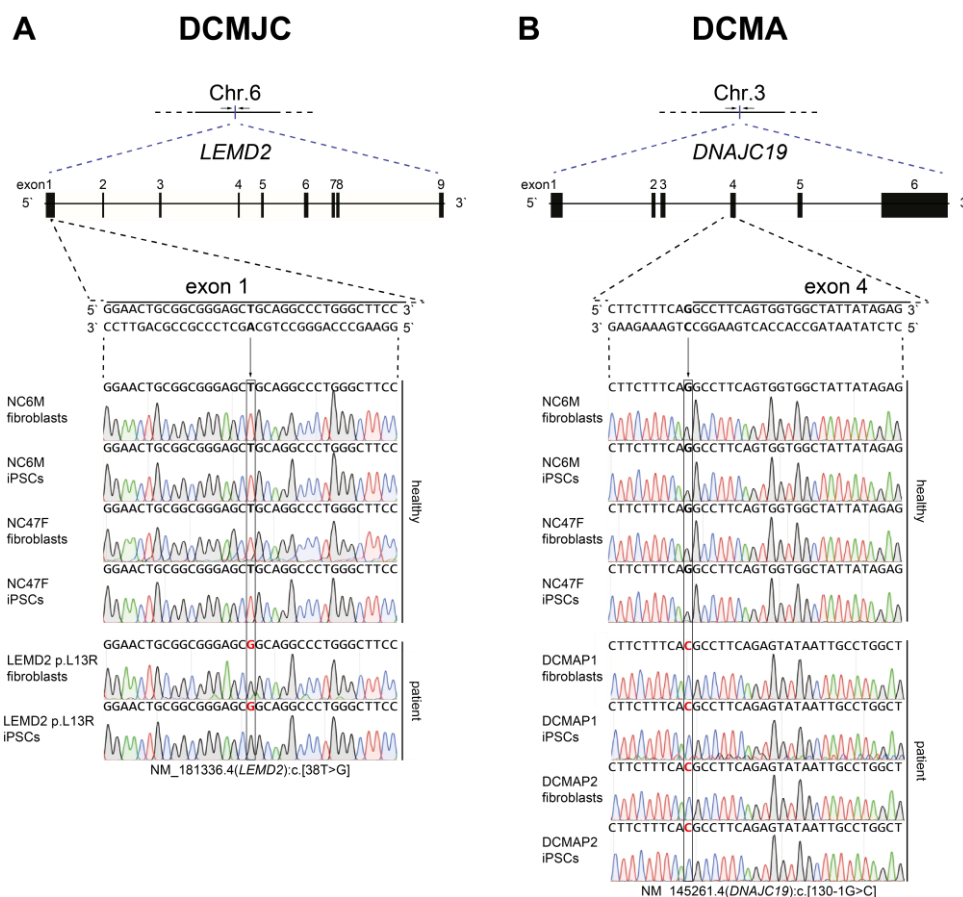 A DCMJC
Chr.6
LEMD2
exon1 2 3 4 5 6 78 9
5` 3`
exon 1
5` GGAACTGCGGCGGGAGCTGCAGGCCCTGGGCTTCC 3`
3` CCTTGACGCCGCCCTCGACGTCCGGGACCCGAAGG 5`
GGAACTGCGGCGGGAGCTGCAGGCCCTGGGCTTCC
NC6M
fibroblasts
GGAACTGCGGCGGGAGCTGCAGGCCCTGGGCTTCC
NC6M
iPSCs
GGAACTGCGGCGGGAGCTGCAGGCCCTGGGCTTCC
NC47F
fibroblasts
GGAACTGCGGCGGGAGCTGCAGGCCCTGGGCTTCC
NC47F
iPSCs
healthy
GGAACTGCGGCGGGAGCGGCAGGCCCTGGGCTTCC
LEMD2 p.L13R
fibroblasts
GGAACTGCGGCGGGAGCGGCAGGCCCTGGGCTTCC
LEMD2 p.L13R
iPSCs
patient
NM_181336.4(LEMD2):c.[38T>G]
B DCMA
Chr.3
DNAJC19
exon1 23 4 5 6
5` 3`
exon 4
5` CTTCTTTCAGGCCTTCAGTGGTGGCTATTATAGAG 3`
3` GAAGAAAGTCCGGAAGTCACCACCGATAATATCTC 5`
CTTCTTTCAGGCCTTCAGTGGTGGCTATTATAGAG
NC6M
fibroblasts
CTTCTTTCAGGCCTTCAGTGGTGGCTATTATAGAG
NC6M
iPSCs
CTTCTTTCAGGCCTTCAGTGGTGGCTATTATAGAG
NC47F
fibroblasts
CTTCTTTCAGGCCTTCAGTGGTGGCTATTATAGAG
NC47F
iPSCs
healthy
CTTCTTTCACGCCTTCAGAGTATAATTGCCTGGCT
DCMAP1
fibroblasts
CTTCTTTCACGCCTTCAGAGTATAATTGCCTGGCT
DCMAP1
iPSCs
CTTCTTTCACGCCTTCAGAGTATAATTGCCTGGCT
DCMAP2
fibroblasts
CTTCTTTCACGCCTTCAGAGTATAATTGCCTGGCT
DCMAP2
iPSCs
patient
NM_145261.4(DNAJC19):c.[130-1G>C]